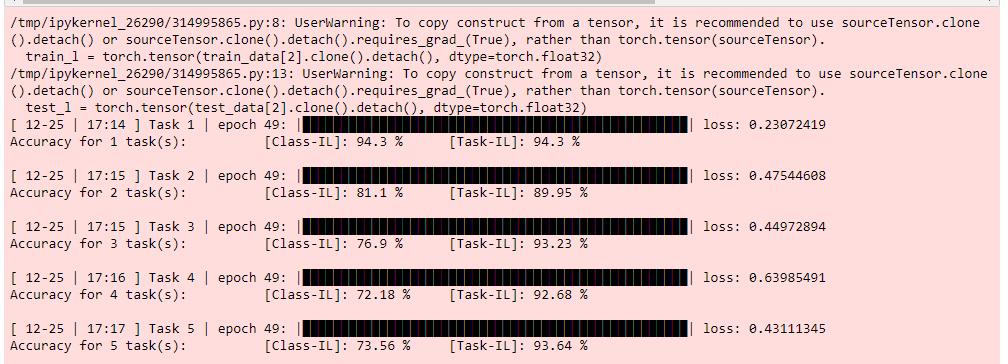 /tmp/ipykernel_26290/314995865.py:8: UserWarning: To copy construct from a tensor, it is recommended to use sourceTensor.clone
().detach() or sourceTensor.clone().detach().requires_grad_(True), rather than torch.tensor(sourceTensor).
  train_l = torch.tensor(train_data[2].clone().detach(), dtype=torch.float32)
/tmp/ipykernel_26290/314995865.py:13: UserWarning: To copy construct from a tensor, it is recommended to use sourceTensor.clone
().detach() or sourceTensor.clone().detach().requires_grad_(True), rather than torch.tensor(sourceTensor).
  test_l = torch.tensor(test_data[2].clone().detach(), dtype=torch.float32)
[ 12-25 | 17:14 ] Task 1 | epoch 49: |██████████████████████████████████████████████████| loss: 0.23072419
Accuracy for 1 task(s):          [Class-IL]: 94.3 %      [Task-IL]: 94.3 %
[ 12-25 | 17:15 ] Task 2 | epoch 49: |██████████████████████████████████████████████████| loss: 0.47544608
Accuracy for 2 task(s):          [Class-IL]: 81.1 %      [Task-IL]: 89.95 %
[ 12-25 | 17:15 ] Task 3 | epoch 49: |██████████████████████████████████████████████████| loss: 0.44972894
Accuracy for 3 task(s):          [Class-IL]: 76.9 %      [Task-IL]: 93.23 %
[ 12-25 | 17:16 ] Task 4 | epoch 49: |██████████████████████████████████████████████████| loss: 0.63985491
Accuracy for 4 task(s):          [Class-IL]: 72.18 %     [Task-IL]: 92.68 %
[ 12-25 | 17:17 ] Task 5 | epoch 49: |██████████████████████████████████████████████████| loss: 0.43111345
Accuracy for 5 task(s):          [Class-IL]: 73.56 %     [Task-IL]: 93.64 %